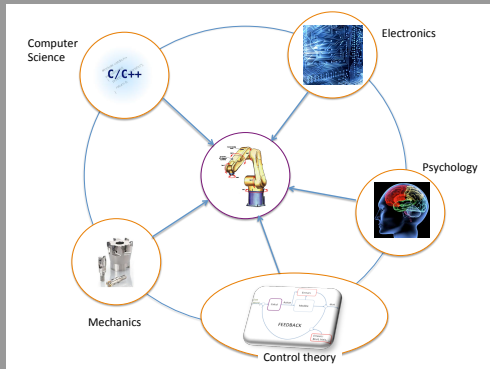 Computer
Science
C/C++
Electronics
Psychology
Mechanics
FEEDBACK
Control theory